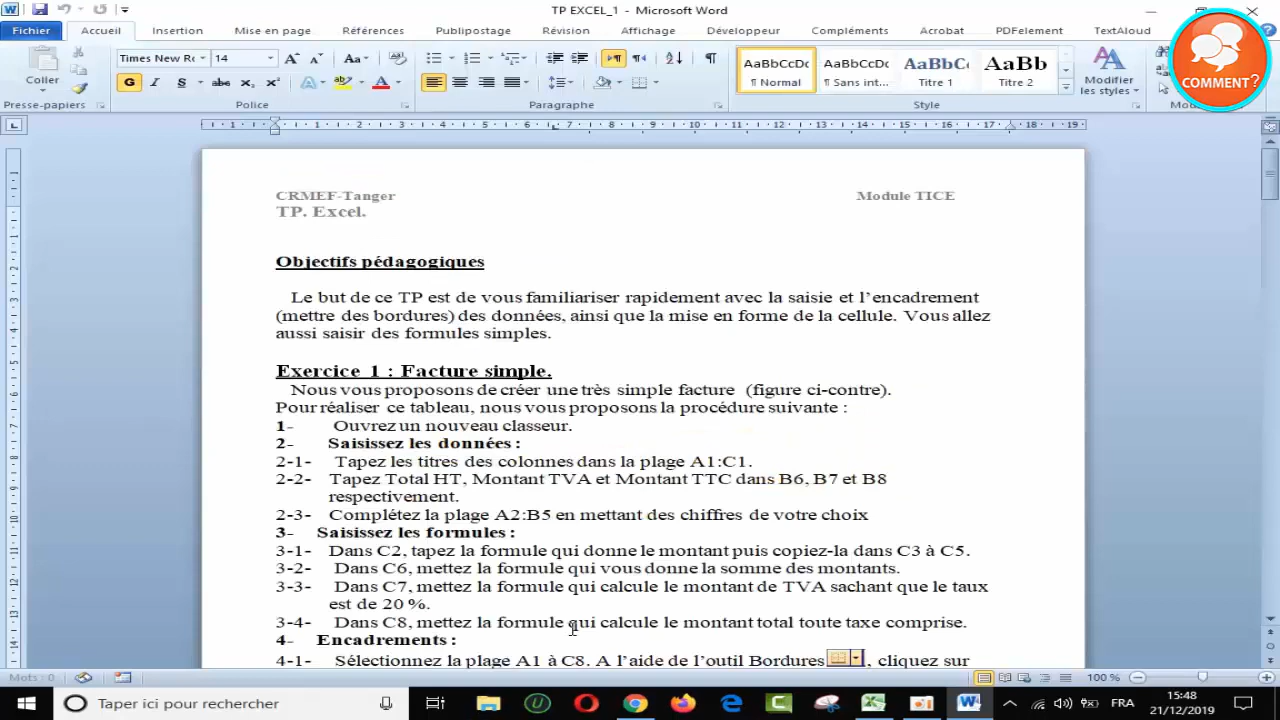 TP EXCEL_1 - Microsoft Word
Fichier Accueil Insertion Mise en page Références Publipostage Révision Affichage Développeur Compléments Acrobat PDFelement TextAloud
COMMENT?
Coller
Times New Ro 14
AaBbCcDc AaBbCcDc AaBbC AaBb
¶ Normal ¶ Sans int... Titre 1 Titre 2
Modifier les styles
Presse-papiers Police Paragraphe Style
CRMEF-Tanger Module TICE
TP. Excel.
Objectifs pédagogiques
Le but de ce TP est de vous familiariser rapidement avec la saisie et l’encadrement
(mettre des bordures) des données, ainsi que la mise en forme de la cellule. Vous allez
aussi saisir des formules simples.
Exercice 1 : Facture simple.
Nous vous proposons de créer une très simple facture (figure ci-contre).
Pour réaliser ce tableau, nous vous proposons la procédure suivante :
1- Ouvrez un nouveau classeur.
2- Saisissez les données :
2-1- Tapez les titres des colonnes dans la plage A1:C1.
2-2- Tapez Total HT, Montant TVA et Montant TTC dans B6, B7 et B8
respectivement.
2-3- Complétez la plage A2:B5 en mettant des chiffres de votre choix
3- Saisissez les formules :
3-1- Dans C2, tapez la formule qui donne le montant puis copiez-la dans C3 à C5.
3-2- Dans C6, mettez la formule qui vous donne la somme des montants.
3-3- Dans C7, mettez la formule qui calcule le montant de TVA sachant que le taux
est de 20 %.
3-4- Dans C8, mettez la formule qui calcule le montant total toute taxe comprise.
4- Encadrements :
4-1- Sélectionnez la plage A1 à C8. A l’aide de l’outil Bordures , cliquez sur
Mots : 0 100 %
Taper ici pour rechercher
FRA
15:48
21/12/2019